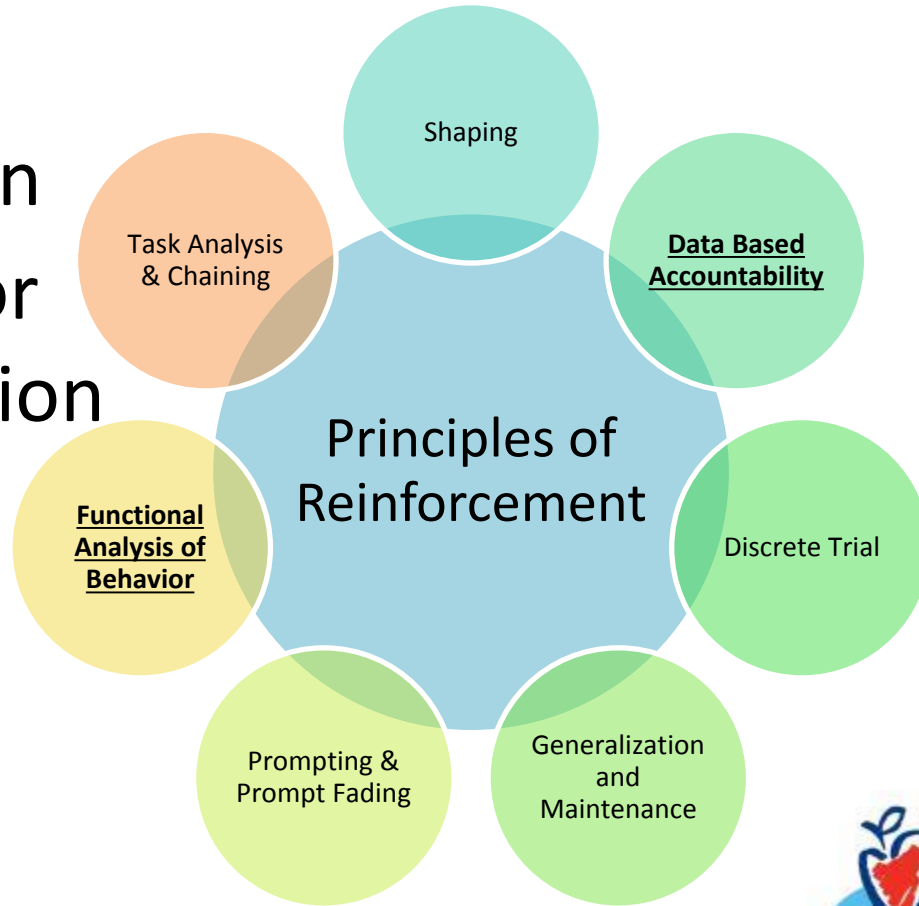 n
or
ion
Shaping
Task Analysis
& Chaining
Data Based
Accountability
Principles of
Reinforcement
Functional
Analysis of
Behavior
Discrete Trial
Prompting &
Prompt Fading
Generalization
and
Maintenance